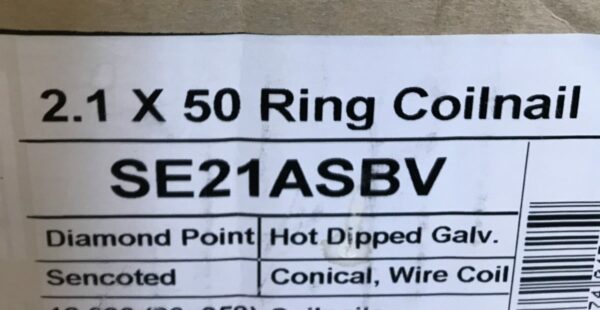 2.1 X 50 Ring Coilnail
SE21ASBV
Diamond Point Hot Dipped Galv.
Sencoted Conical, Wire Coil